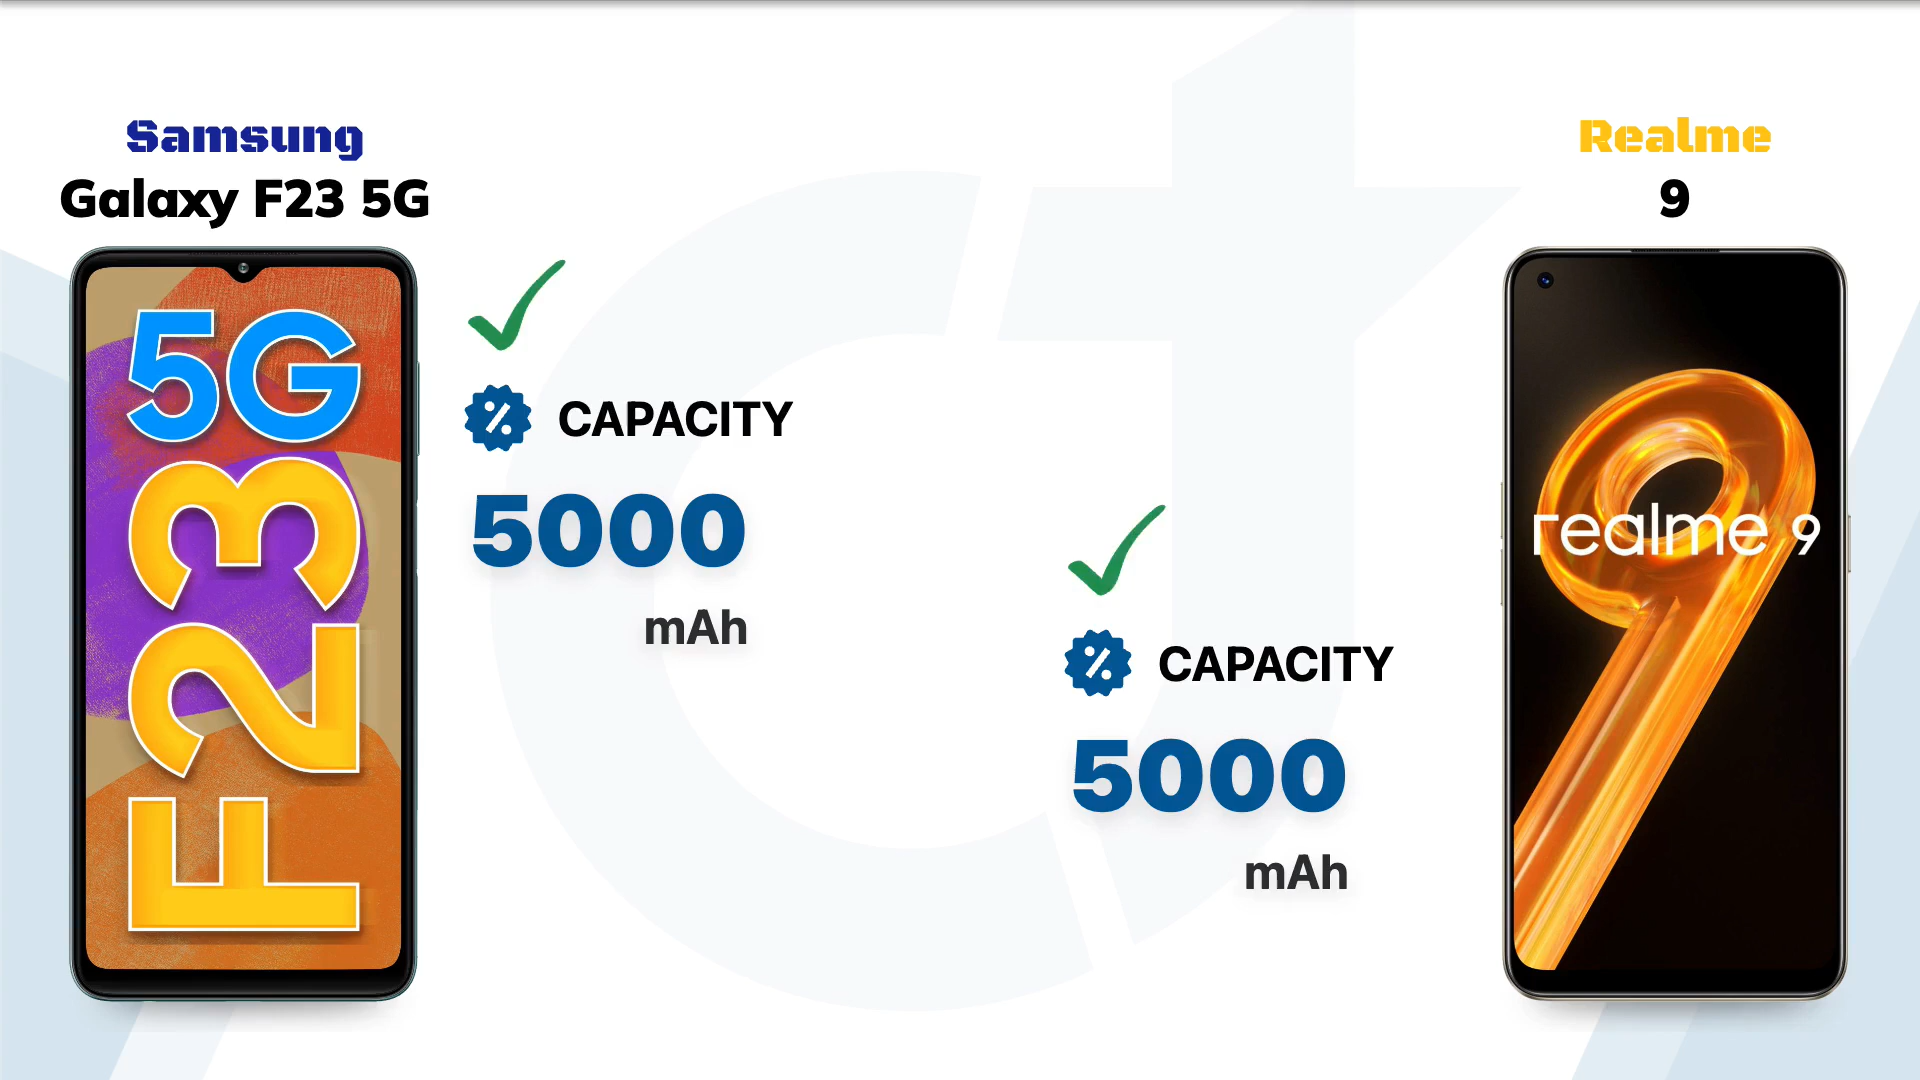 Samsung
Galaxy F23 5G
5G
F23
CAPACITY
5000
mAh
Realme
9
realme 9
CAPACITY
5000
mAh